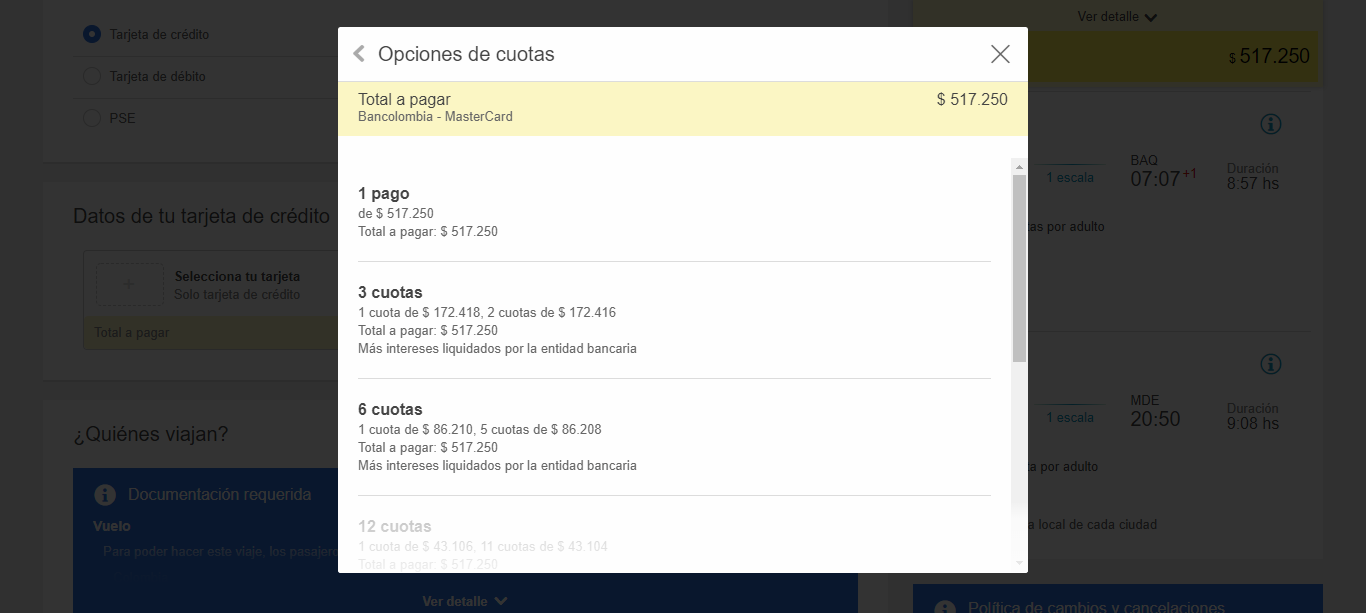 Tarjeta de crédito
Tarjeta de débito
PSE
Datos de tu tarjeta de crédito
+
Selecciona tu tarjeta
Solo tarjeta de crédito
Total a pagar
¿Quiénes viajan?
Documentación requerida
Vuelo
Para poder hacer este viaje, los pasajero
Ver detalle
Opciones de cuotas
Total a pagar
$ 517.250
Bancolombia - MasterCard
1 pago
de $ 517.250
Total a pagar: $ 517.250
3 cuotas
1 cuota de $ 172.418, 2 cuotas de $ 172.416
Total a pagar: $ 517.250
Más intereses liquidados por la entidad bancaria
6 cuotas
1 cuota de $ 86.210, 5 cuotas de $ 86.208
Total a pagar: $ 517.250
Más intereses liquidados por la entidad bancaria
12 cuotas
1 cuota de $ 43.106, 11 cuotas de $ 43.104
Total a pagar: $ 517.250
Ver detalle
$ 517.250
1 escala
BAQ
07:07 +1
Duración
8:57 hs
as por adulto
1 escala
MDE
20:50
Duración
9:08 hs
a por adulto
a local de cada ciudad
Política de cambios y cancelaciones